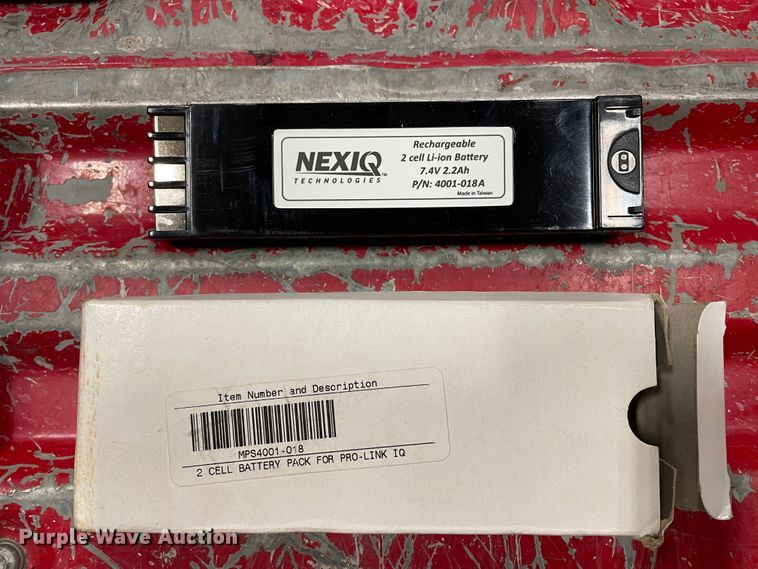 NEXIQ™
TECHNOLOGIES
Rechargeable
2 cell Li-ion Battery
7.4V 2.2Ah
P/N: 4001-018A
Made in Taiwan
Item Number and Description
MPS4001-018
2 CELL BATTERY PACK FOR PRO-LINK IQ
Purple Wave Auction